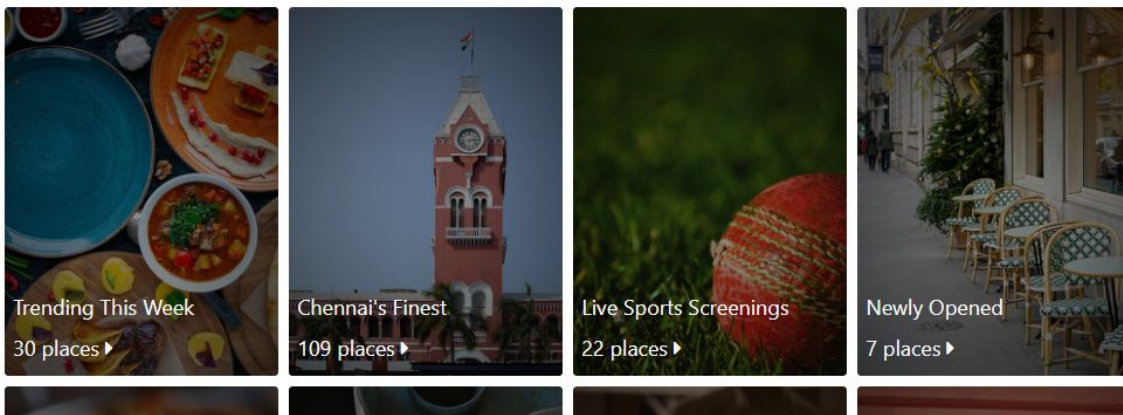 Trending This Week
30 places
Chennai's Finest
109 places
Live Sports Screenings
22 places
Newly Opened
7 places